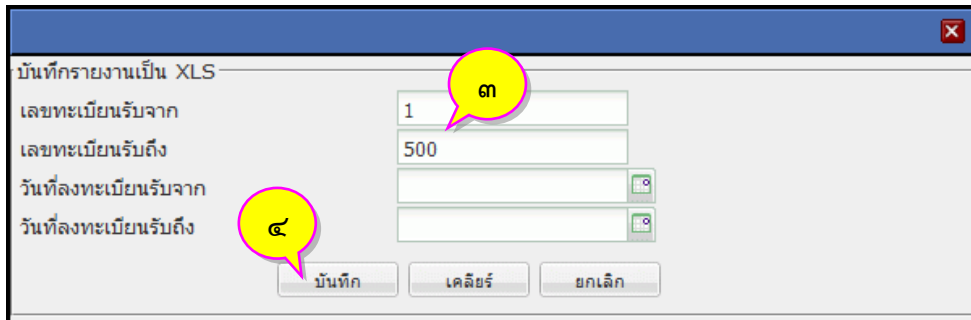 บันทึกรายงานเป็น XLS
๓
เลขทะเบียนรับจาก 1
เลขทะเบียนรับถึง 500
วันที่ลงทะเบียนรับจาก
วันที่ลงทะเบียนรับถึง
๔
บันทึก เคลียร์ ยกเลิก